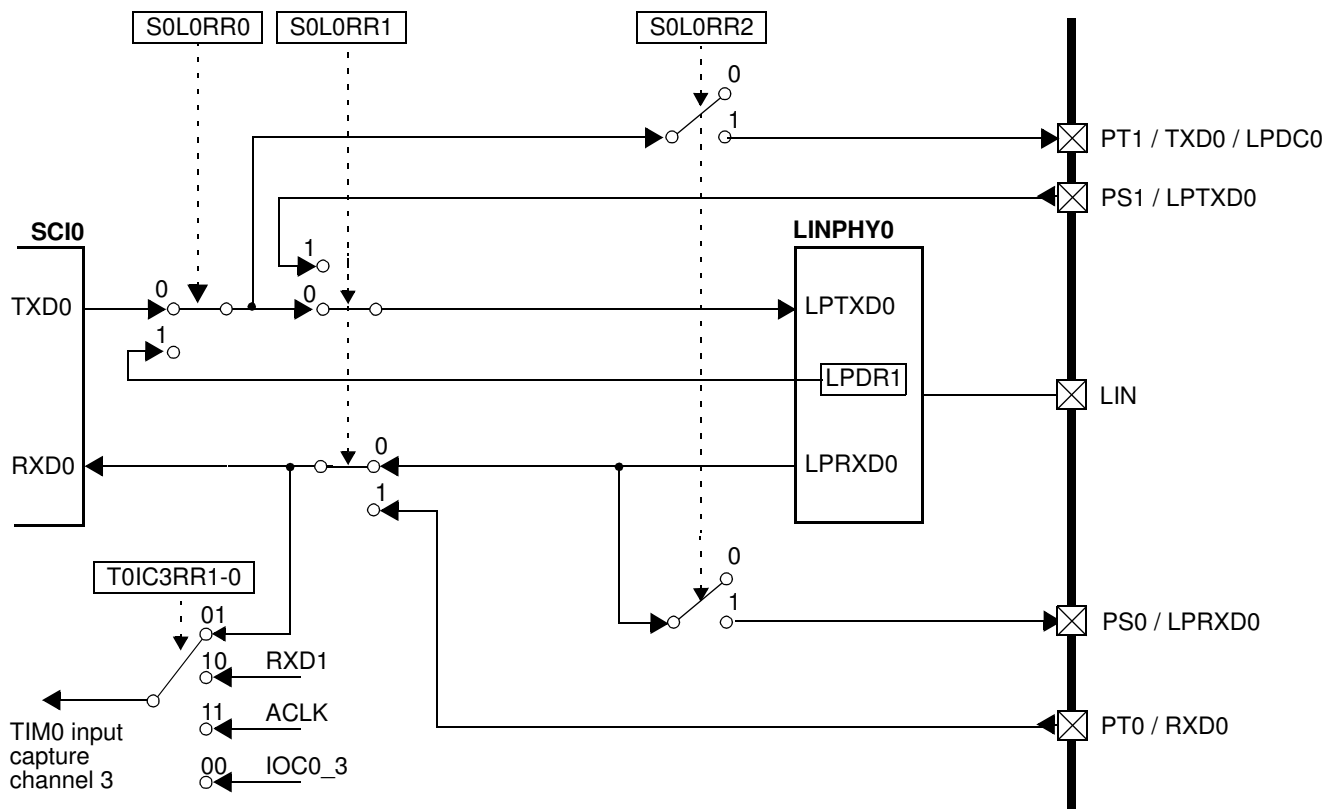 S0L0RR0
S0L0RR1
S0L0RR2
0
1
PT1 / TXD0 / LPDC0
PS1 / LPTXD0
SCI0
LINPHY0
1
TXD0
0
0
LPTXD0
1
LPDR1
LIN
RXD0
0
LPRXD0
1
T0IC3RR1-0
0
1
01
PS0 / LPRXD0
10
RXD1
11
ACLK
PT0 / RXD0
TIM0 input
capture
channel 3
00
IOC0_3